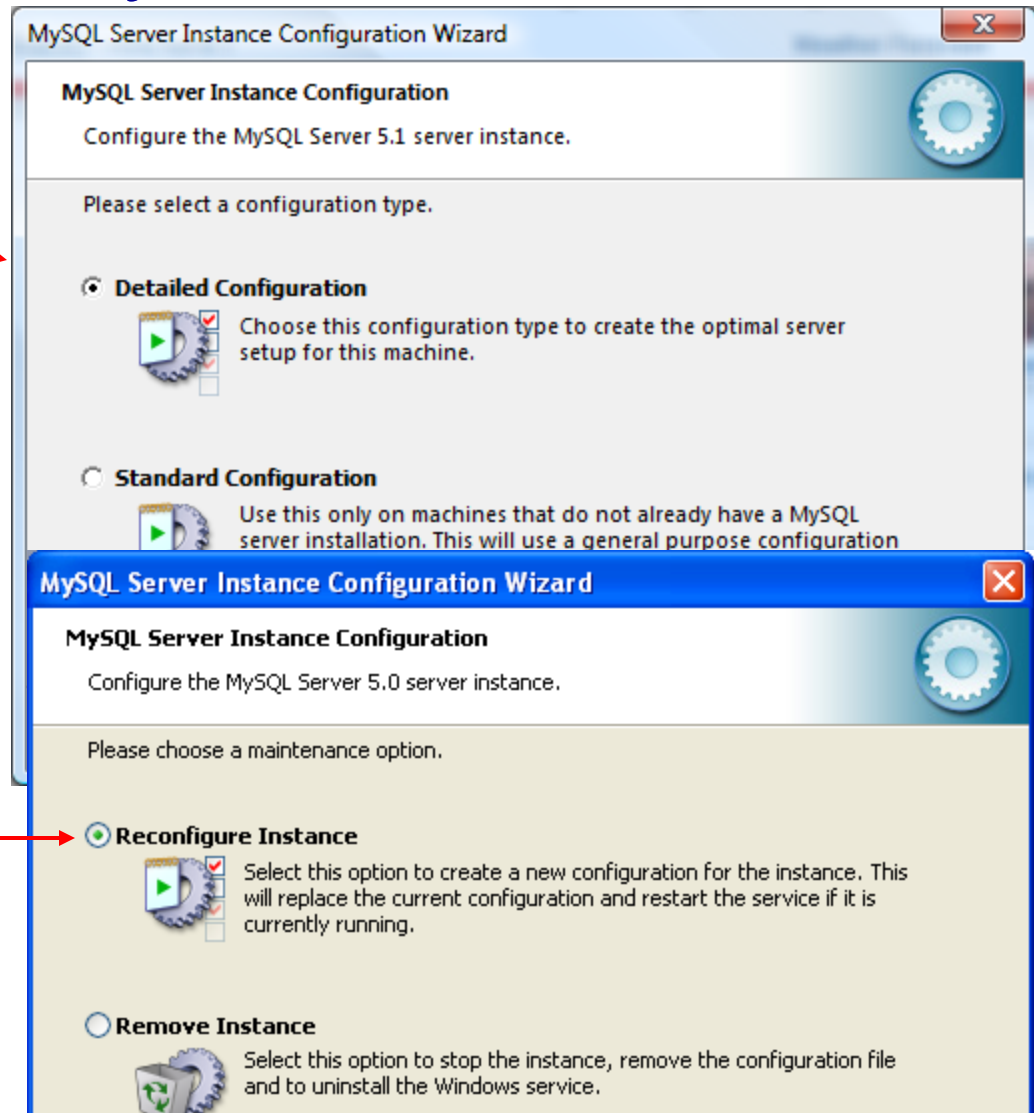 MySQL Server Instance Configuration Wizard
X
MySQL Server Instance Configuration
Configure the MySQL Server 5.1 server instance.
Please select a configuration type.
Detailed Configuration
Choose this configuration type to create the optimal server
setup for this machine.
Standard Configuration
Use this only on machines that do not already have a MySQL
server installation. This will use a general purpose configuration
MySQL Server Instance Configuration Wizard
MySQL Server Instance Configuration
Configure the MySQL Server 5.0 server instance.
Please choose a maintenance option.
Reconfigure Instance
Select this option to create a new configuration for the instance. This
will replace the current configuration and restart the service if it is
currently running.
Remove Instance
Select this option to stop the instance, remove the configuration file
and to uninstall the Windows service.